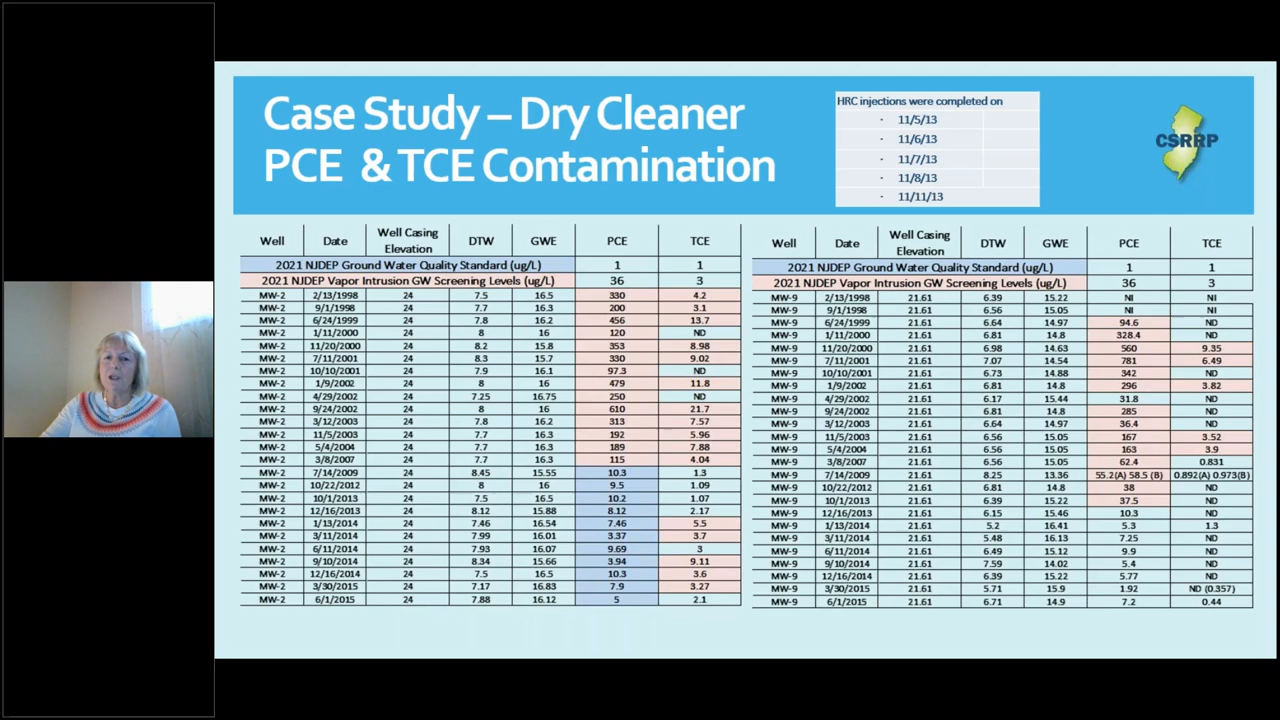 Case Study – Dry Cleaner
PCE & TCE Contamination
HRC injections were completed on
- 11/5/13
- 11/6/13
- 11/7/13
- 11/8/13
- 11/11/13
CSRRP
Well Date Well Casing Elevation DTW GWE PCE TCE
2021 NJDEP Ground Water Quality Standard (ug/L) 1 1
2021 NJDEP Vapor Intrusion GW Screening Levels (ug/L) 36 3
MW-2 2/13/1998 24 7.5 16.5 330 4.2
MW-2 9/1/1998 24 7.7 16.3 200 3.1
MW-2 6/24/1999 24 7.8 16.2 456 13.7
MW-2 1/11/2000 24 8 16 120 ND
MW-2 11/20/2000 24 8.2 15.8 353 8.98
MW-2 7/11/2001 24 8.3 15.7 330 9.02
MW-2 10/10/2001 24 7.9 16.1 97.3 ND
MW-2 1/9/2002 24 8 16 479 11.8
MW-2 4/29/2002 24 7.25 16.75 250 ND
MW-2 9/24/2002 24 8 16 610 21.7
MW-2 3/12/2003 24 7.8 16.2 313 7.57
MW-2 11/5/2003 24 7.7 16.3 192 5.96
MW-2 5/4/2004 24 7.7 16.3 189 7.88
MW-2 3/8/2007 24 7.7 16.3 115 4.04
MW-2 7/14/2009 24 8.45 15.55 10.3 1.3
MW-2 10/22/2012 24 8 16 9.5 1.09
MW-2 10/1/2013 24 7.5 16.5 10.2 1.07
MW-2 12/16/2013 24 8.12 15.88 8.12 2.17
MW-2 1/13/2014 24 7.46 16.54 7.46 5.5
MW-2 3/11/2014 24 7.99 16.01 3.37 3.7
MW-2 6/11/2014 24 7.93 16.07 9.69 3
MW-2 9/10/2014 24 8.34 15.66 3.94 9.11
MW-2 12/16/2014 24 7.5 16.5 10.3 3.6
MW-2 3/30/2015 24 7.17 16.83 7.9 3.27
MW-2 6/1/2015 24 7.88 16.12 5 2.1
Well Date Well Casing Elevation DTW GWE PCE TCE
2021 NJDEP Ground Water Quality Standard (ug/L) 1 1
2021 NJDEP Vapor Intrusion GW Screening Levels (ug/L) 36 3
MW-9 2/13/1998 21.61 6.39 15.22 NI NI
MW-9 9/1/1998 21.61 6.56 15.05 NI NI
MW-9 6/24/1999 21.61 6.64 14.97 94.6 ND
MW-9 1/11/2000 21.61 6.81 14.8 328.4 ND
MW-9 11/20/2000 21.61 6.98 14.63 560 9.35
MW-9 7/11/2001 21.61 7.07 14.54 781 6.49
MW-9 10/10/2001 21.61 6.73 14.88 342 ND
MW-9 1/9/2002 21.61 6.81 14.8 296 3.82
MW-9 4/29/2002 21.61 6.17 15.44 31.8 ND
MW-9 9/24/2002 21.61 6.81 14.8 285 ND
MW-9 3/12/2003 21.61 6.64 14.97 36.4 ND
MW-9 11/5/2003 21.61 6.56 15.05 167 3.52
MW-9 5/4/2004 21.61 6.56 15.05 163 3.9
MW-9 3/8/2007 21.61 6.56 15.05 62.4 0.831
MW-9 7/14/2009 21.61 8.25 13.36 55.2(A) 58.5 (B) 0.892(A) 0.973(B)
MW-9 10/22/2012 21.61 6.81 14.8 38 ND
MW-9 10/1/2013 21.61 6.39 15.22 37.5 ND
MW-9 12/16/2013 21.61 6.15 15.46 10.3 ND
MW-9 1/13/2014 21.61 5.2 16.41 5.3 1.3
MW-9 3/11/2014 21.61 5.48 16.13 7.25 ND
MW-9 6/11/2014 21.61 6.49 15.12 9.9 ND
MW-9 9/10/2014 21.61 7.59 14.02 5.4 ND
MW-9 12/16/2014 21.61 6.39 15.22 5.77 ND
MW-9 3/30/2015 21.61 5.71 15.9 1.92 ND (0.357)
MW-9 6/1/2015 21.61 6.71 14.9 7.2 0.44